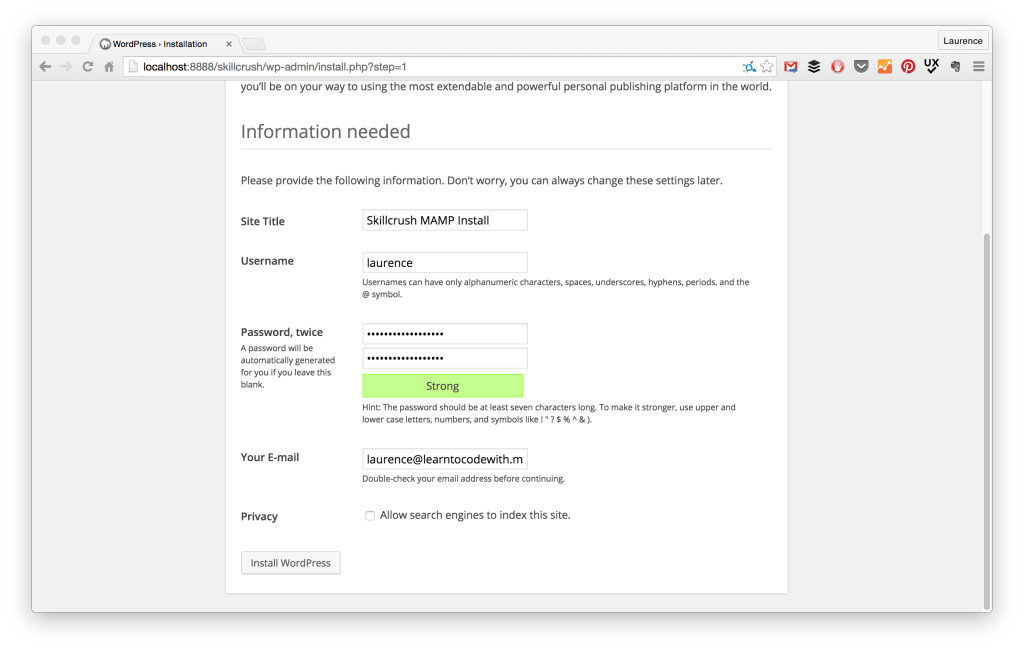 WordPress › Installation
Laurence
localhost:8888/skillcrush/wp-admin/install.php?step=1
UX
you’ll be on your way to using the most extendable and powerful personal publishing platform in the world.
Information needed
Please provide the following information. Don’t worry, you can always change these settings later.
Site Title
Skillcrush MAMP Install
Username
laurence
Usernames can have only alphanumeric characters, spaces, underscores, hyphens, periods, and the
@ symbol.
Password, twice
A password will be
automatically generated
for you if you leave this
blank.
••••••••••••••••••
••••••••••••••••••
Strong
Hint: The password should be at least seven characters long. To make it stronger, use upper and
lower case letters, numbers, and symbols like ! " ? $ % ^ & ).
Your E-mail
laurence@learntocodewith.m
Double-check your email address before continuing.
Privacy
Allow search engines to index this site.
Install WordPress